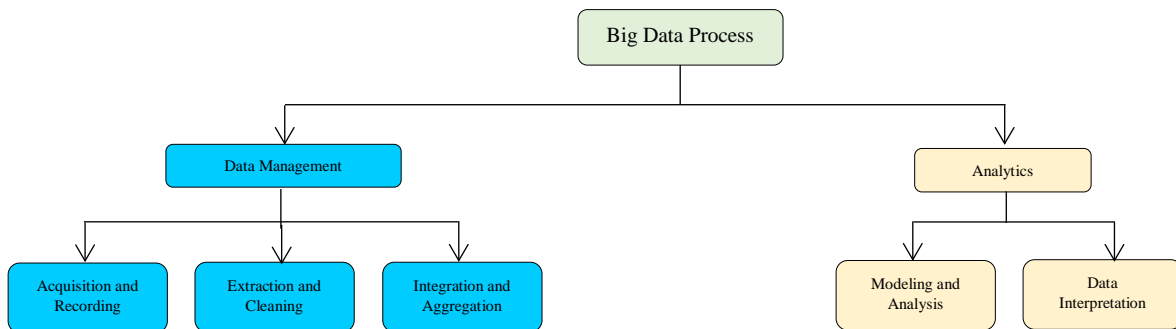 Big Data Process
Data Management
Analytics
Acquisition and
Recording
Extraction and
Cleaning
Integration and
Aggregation
Modeling and
Analysis
Data
Interpretation